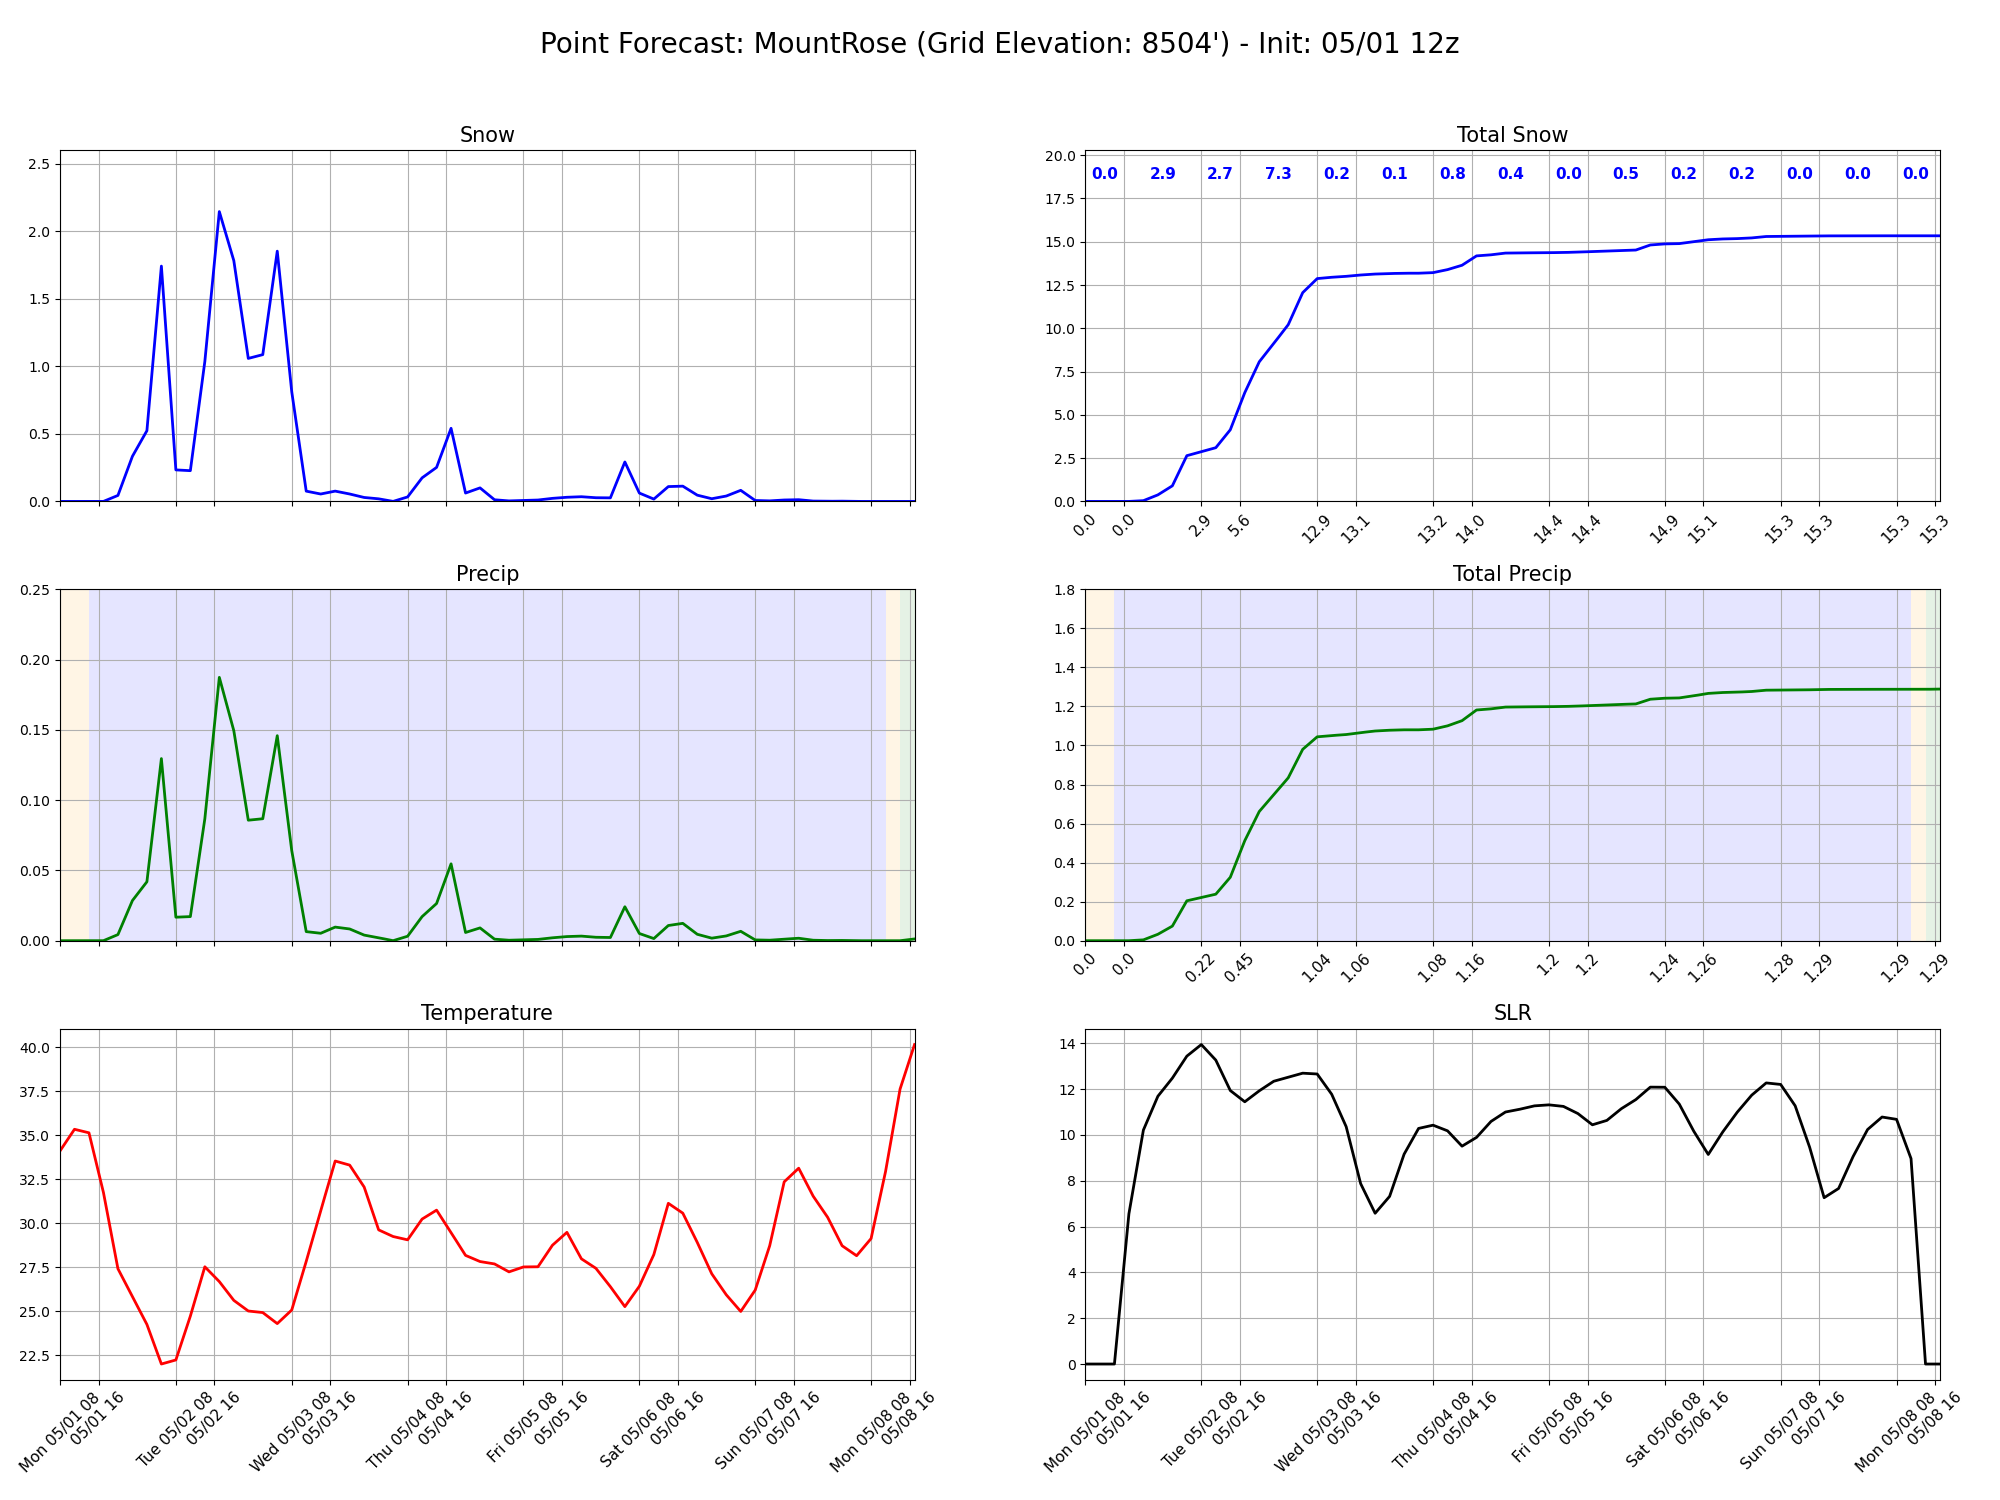 Point Forecast: MountRose (Grid Elevation: 8504') - Init: 05/01 12z
Snow
2.5
2.0
1.5
1.0
0.5
0.0
Total Snow
20.0
17.5
15.0
12.5
10.0
7.5
5.0
2.5
0.0
0.0 2.9 2.7 7.3 0.2 0.1 0.8 0.4 0.0 0.5 0.2 0.2 0.0 0.0 0.0
0.0 0.0 2.9 5.6 12.9 13.1 13.2 14.0 14.4 14.4 14.9 15.1 15.3 15.3 15.3 15.3
Precip
0.25
0.20
0.15
0.10
0.05
0.00
Total Precip
1.8
1.6
1.4
1.2
1.0
0.8
0.6
0.4
0.2
0.0
0.0 0.0 0.22 0.45 1.04 1.06 1.08 1.16 1.2 1.2 1.24 1.26 1.28 1.29 1.29 1.29
Temperature
40.0
37.5
35.0
32.5
30.0
27.5
25.0
22.5
Mon 05/01 08
05/01 16
Tue 05/02 08
05/02 16
Wed 05/03 08
05/03 16
Thu 05/04 08
05/04 16
Fri 05/05 08
05/05 16
Sat 05/06 08
05/06 16
Sun 05/07 08
05/07 16
Mon 05/08 08
05/08 16
SLR
14
12
10
8
6
4
2
0
Mon 05/01 08
05/01 16
Tue 05/02 08
05/02 16
Wed 05/03 08
05/03 16
Thu 05/04 08
05/04 16
Fri 05/05 08
05/05 16
Sat 05/06 08
05/06 16
Sun 05/07 08
05/07 16
Mon 05/08 08
05/08 16